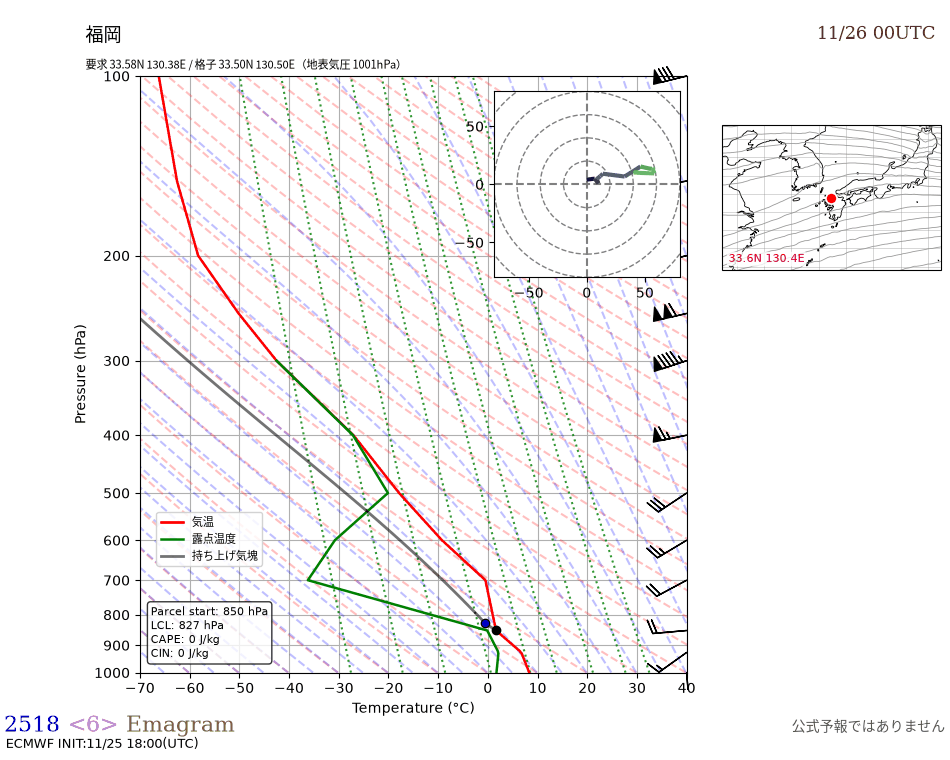 福岡
11/26 00UTC
要求 33.58N 130.38E / 格子 33.50N 130.50E（地表気圧 1001hPa）
100
200
300
400
500
600
700
800
900
1000
Pressure (hPa)
50
0
−50
−50 0 50
33.6N 130.4E
気温
露点温度
持ち上げ気塊
Parcel start: 850 hPa
LCL: 827 hPa
CAPE: 0 J/kg
CIN: 0 J/kg
−70 −60 −50 −40 −30 −20 −10 0 10 20 30 40
Temperature (°C)
2518 <6> Emagram
公式予報ではありません
ECMWF INIT:11/25 18:00(UTC)